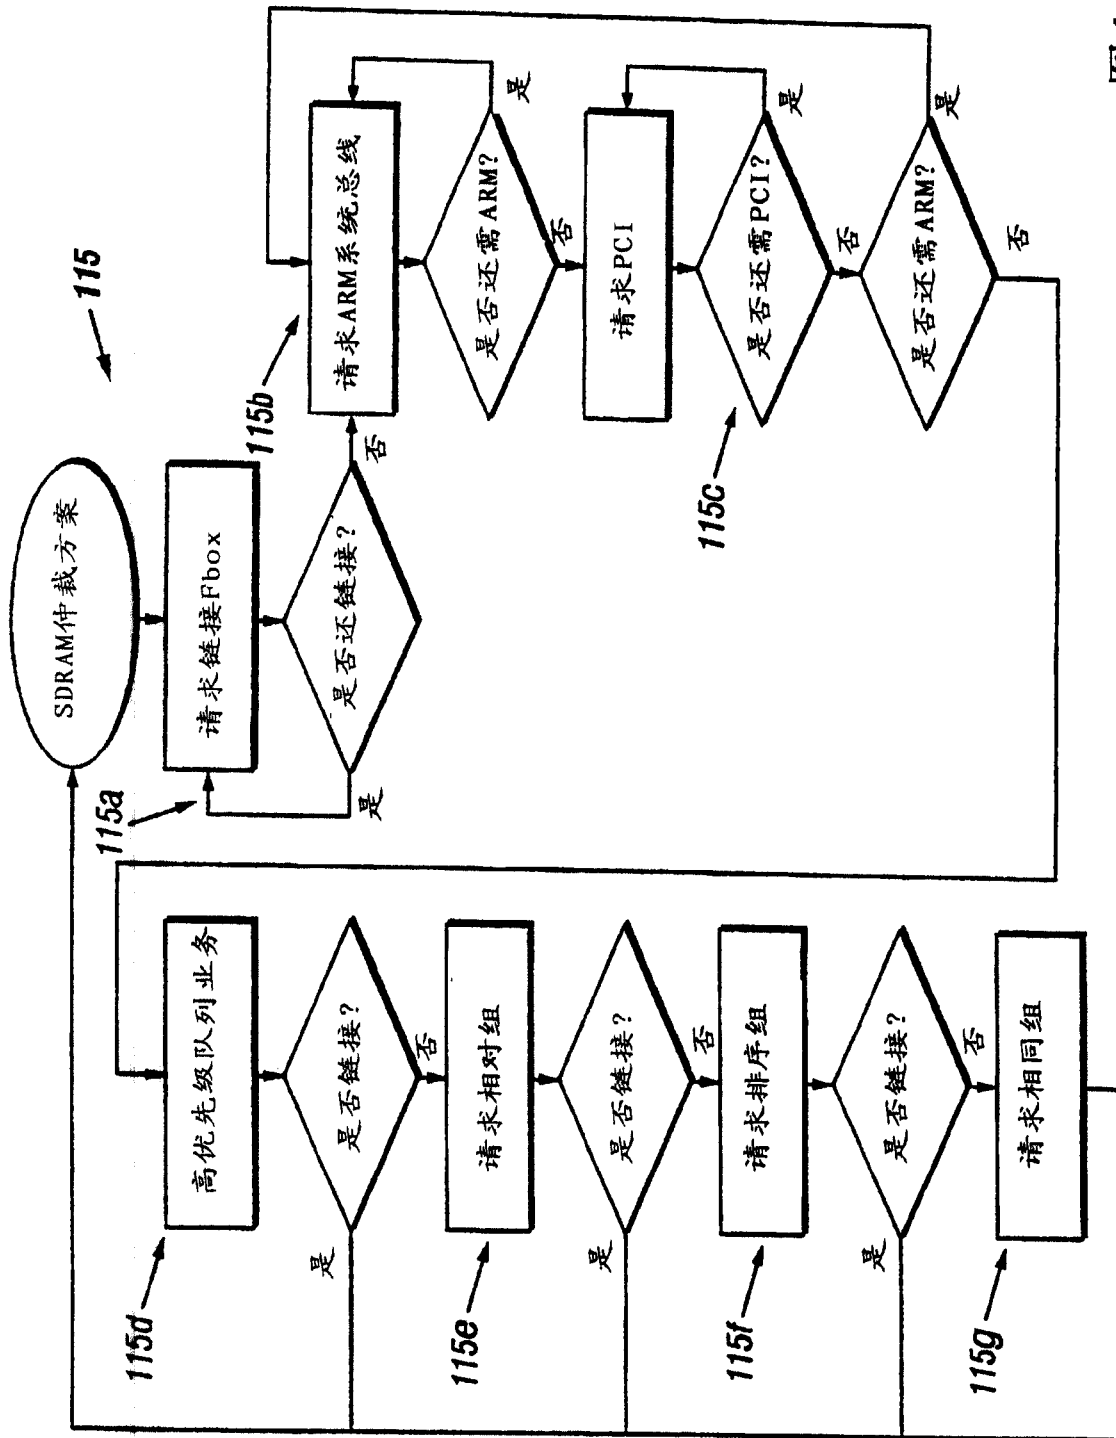 SDRAM仲裁方案
115
115a
请求链接Fbox
是否还链接?
是
否
115b
请求ARM系统总线
是否还需ARM?
是
否
请求PCI
115c
是否还需PCI?
是
否
是否还需ARM?
是
否
115d
高优先级队列业务
是否链接?
是
否
115e
请求相对组
是否链接?
是
否
115f
请求排序组
是否链接?
是
否
115g
请求相同组